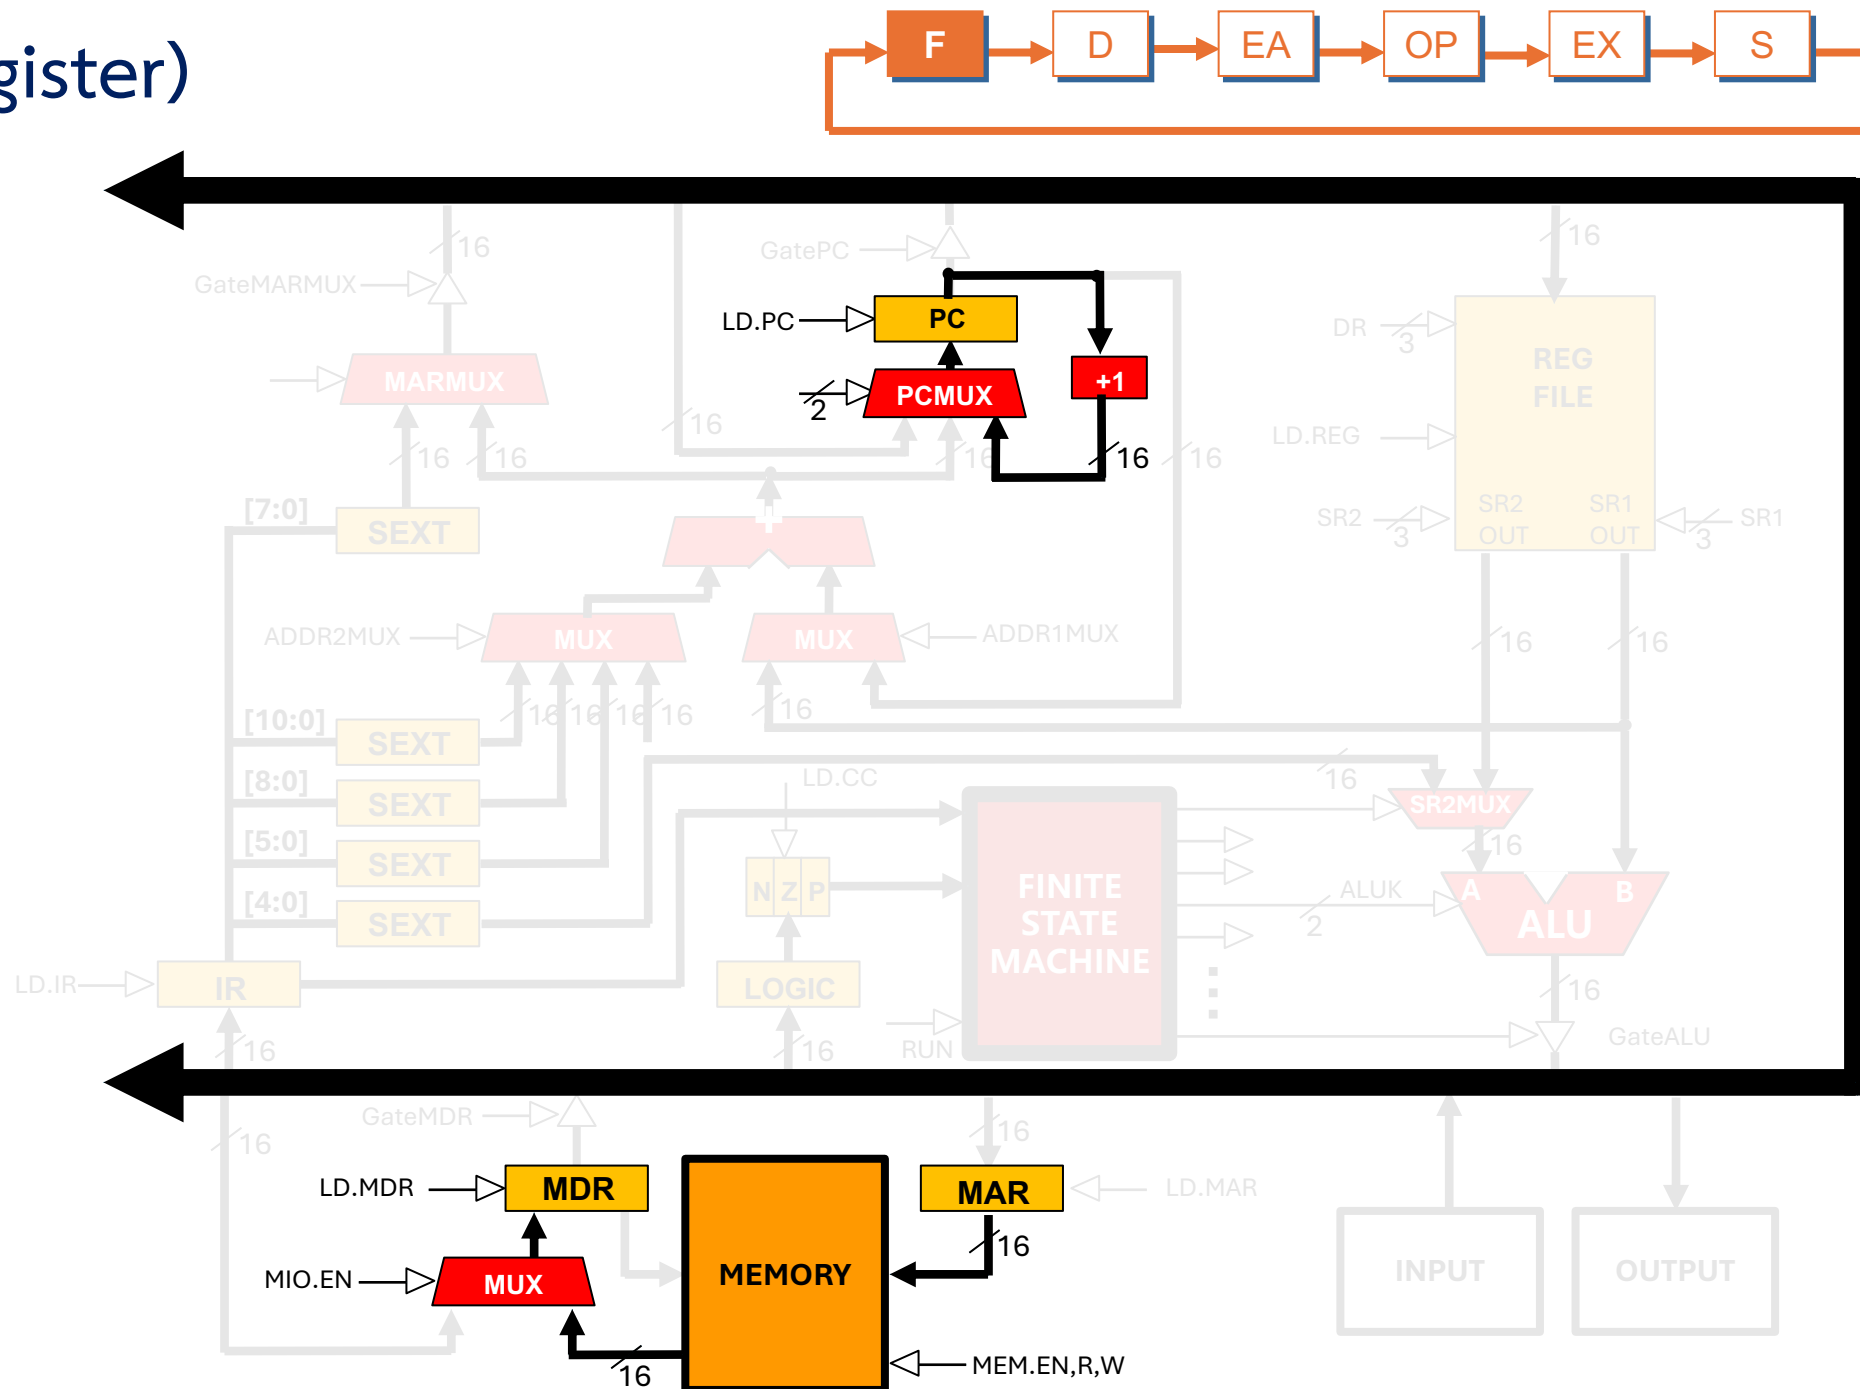 gister)
F D EA OP EX S
16
GatePC
16
GateMARMUX
LD.PC
PC
DR
3
REG
FILE
MARMUX
2
PCMUX
+1
16
LD.REG
16
16
16
16
16
[7:0]
SEXT
+
SR2
3
SR2
OUT
SR1
OUT
3
SR1
ADDR2MUX
MUX
MUX
ADDR1MUX
16
16
[10:0]
SEXT
16
16
16
16
16
[8:0]
SEXT
LD.CC
16
SR2MUX
[5:0]
SEXT
16
[4:0]
SEXT
N Z P
FINITE
STATE
MACHINE
ALUK
2
A
B
ALU
LD.IR
IR
LOGIC
16
16
16
RUN
GateALU
GateMDR
16
16
LD.MDR
MDR
MAR
LD.MAR
MIO.EN
MUX
MEMORY
16
INPUT
OUTPUT
16
MEM.EN,R,W